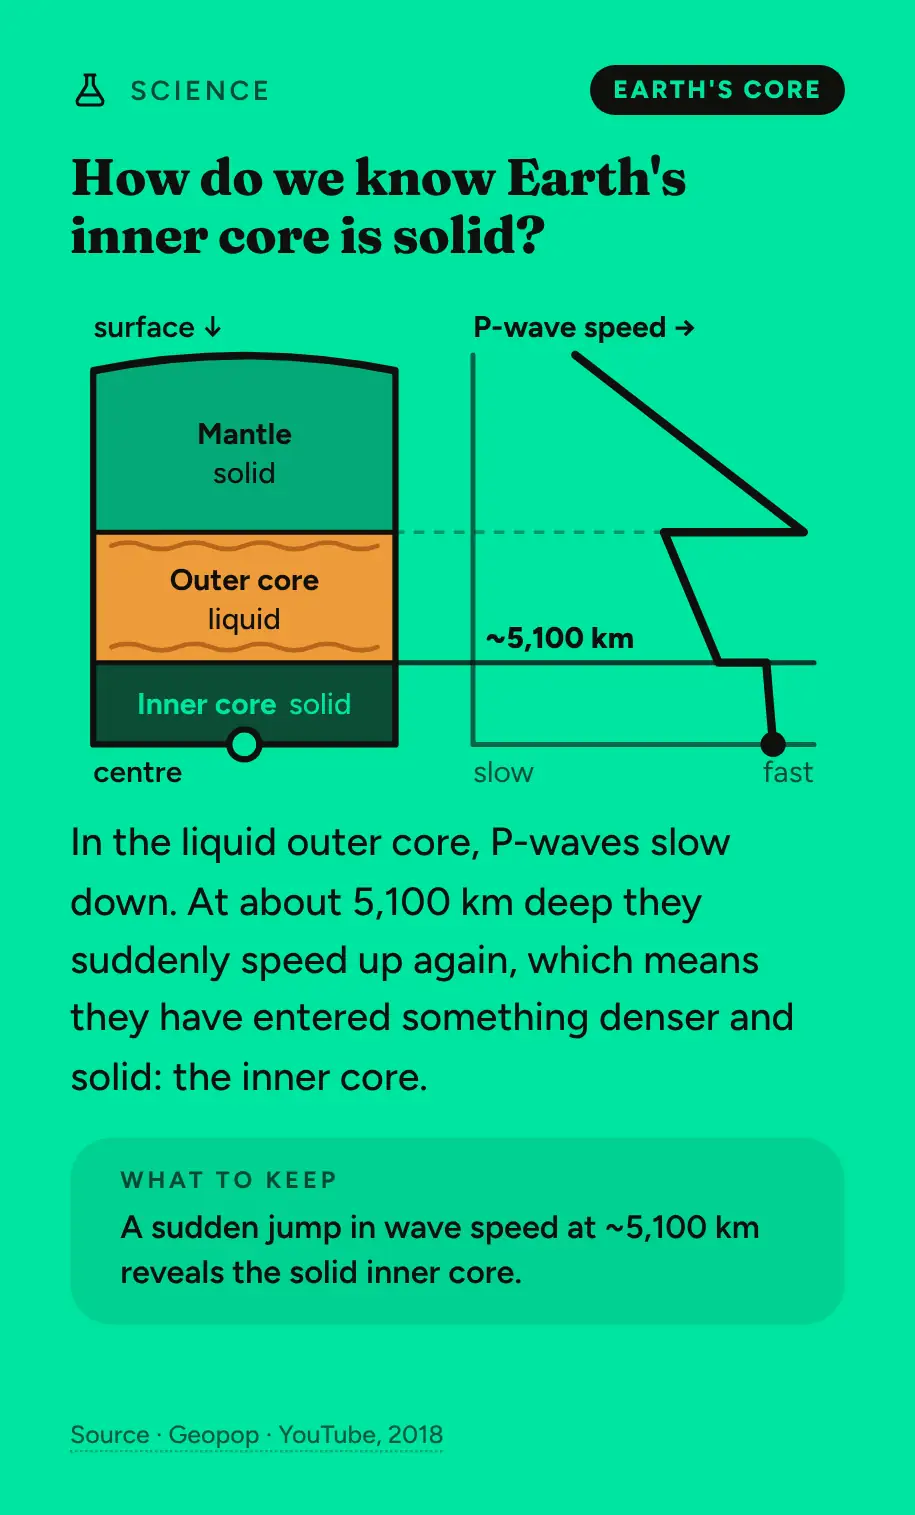 SCIENCE
EARTH'S CORE
How do we know Earth's
inner core is solid?
surface ↓
P-wave speed →
Mantle
solid
Outer core
liquid
~5,100 km
Inner core solid
centre
slow
fast
In the liquid outer core, P-waves slow
down. At about 5,100 km deep they
suddenly speed up again, which means
they have entered something denser and
solid: the inner core.
WHAT TO KEEP
A sudden jump in wave speed at ~5,100 km
reveals the solid inner core.
Source · Geopop · YouTube, 2018